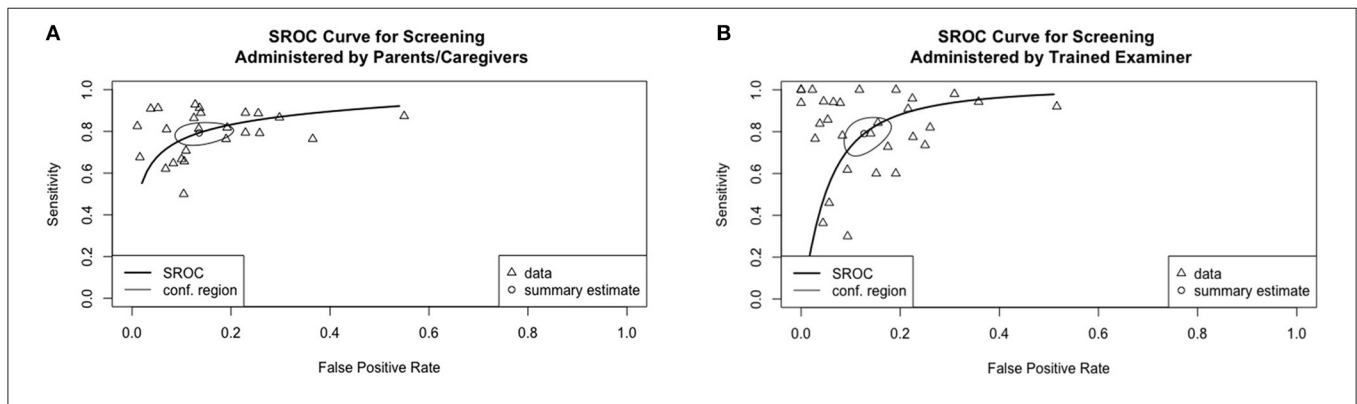 A
SROC Curve for Screening
Administered by Parents/Caregivers
Sensitivity
1.0
0.8
0.6
0.4
0.2
0.0
SROC
conf. region
data
summary estimate
0.0 0.2 0.4 0.6 0.8 1.0
False Positive Rate
B
SROC Curve for Screening
Administered by Trained Examiner
Sensitivity
1.0
0.8
0.6
0.4
0.2
0.0
SROC
conf. region
data
summary estimate
0.0 0.2 0.4 0.6 0.8 1.0
False Positive Rate